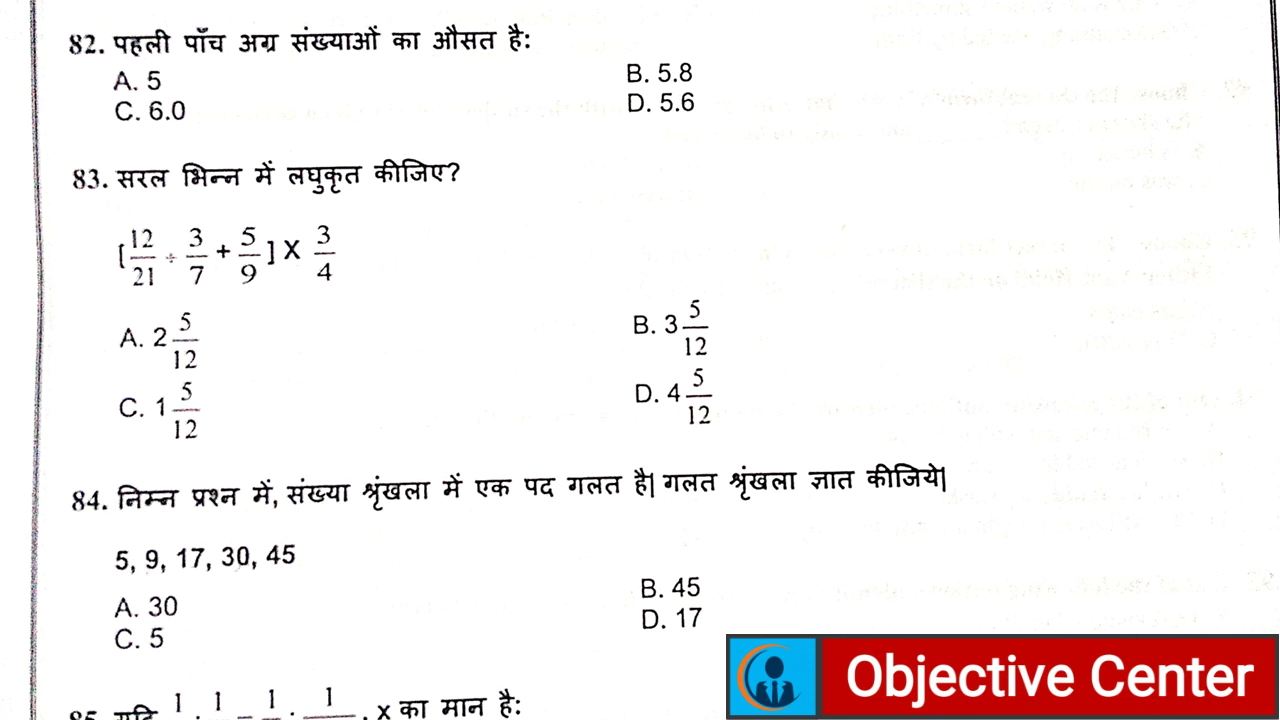 82. पहली पाँच अग्र संख्याओं का औसत है:
A. 5 B. 5.8
C. 6.0 D. 5.6
83. सरल भिन्न में लघुकृत कीजिए?
[12/21 ÷ 3/7 + 5/9] X 3/4
A. 2 5/12 B. 3 5/12
C. 1 5/12 D. 4 5/12
84. निम्न प्रश्न में, संख्या श्रृंखला में एक पद गलत है| गलत श्रृंखला ज्ञात कीजिये|
5, 9, 17, 30, 45
A. 30 B. 45
C. 5 D. 17
85. यदि x का मान है:
Objective Center